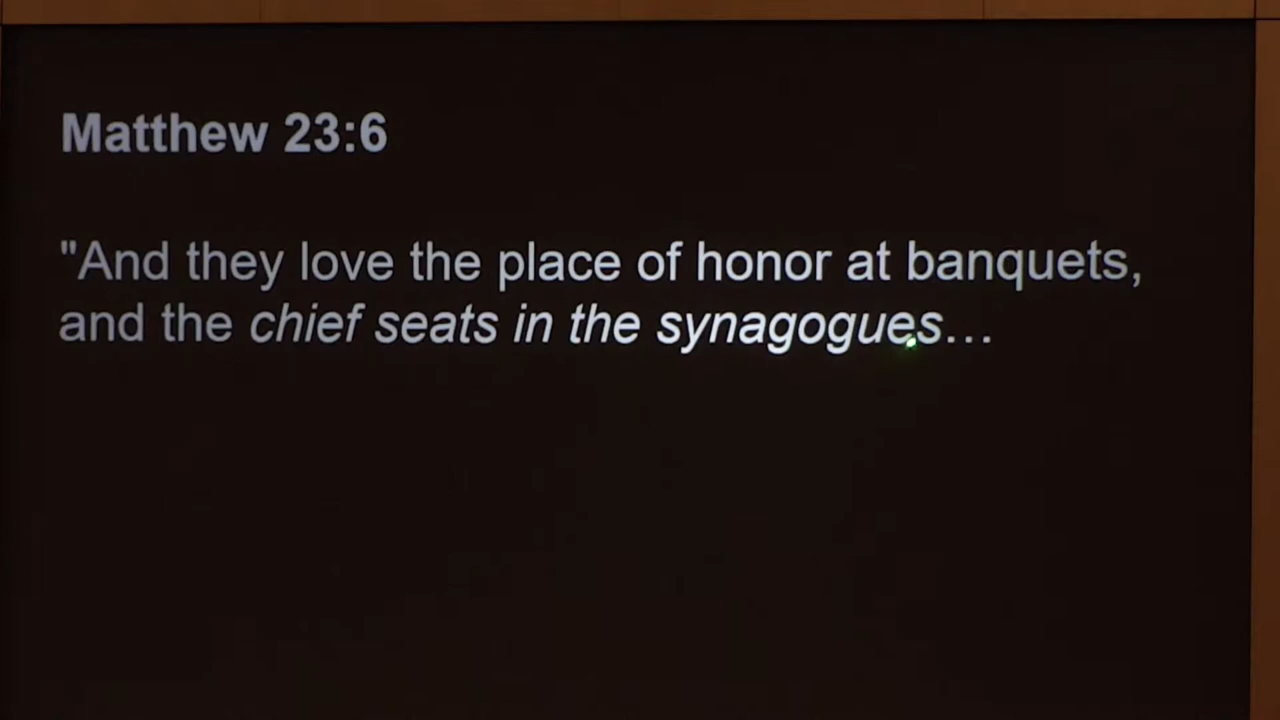 Matthew 23:6
"And they love the place of honor at banquets,
and the chief seats in the synagogues…